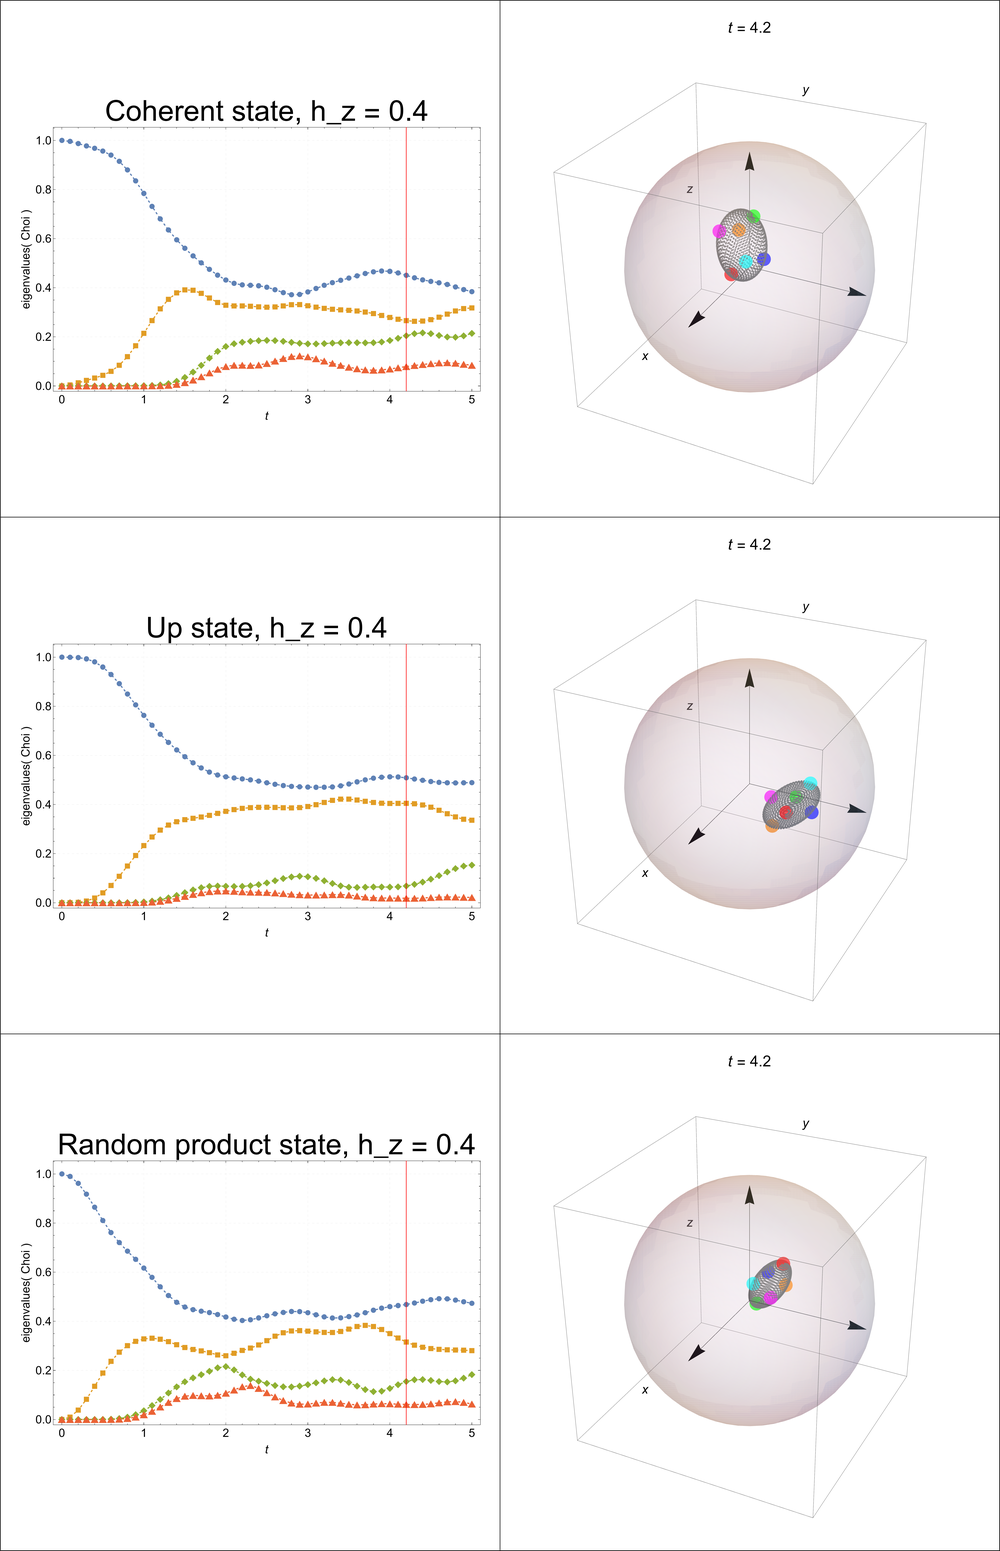 t = 4.2
y
Coherent state, h_z = 0.4
1.0
0.8
0.6
0.4
0.2
0.0
eigenvalues( Choi )
0 1 2 3 4 5
t
z
x
t = 4.2
y
Up state, h_z = 0.4
1.0
0.8
0.6
0.4
0.2
0.0
eigenvalues( Choi )
0 1 2 3 4 5
t
z
x
t = 4.2
y
Random product state, h_z = 0.4
1.0
0.8
0.6
0.4
0.2
0.0
eigenvalues( Choi )
0 1 2 3 4 5
t
z
x